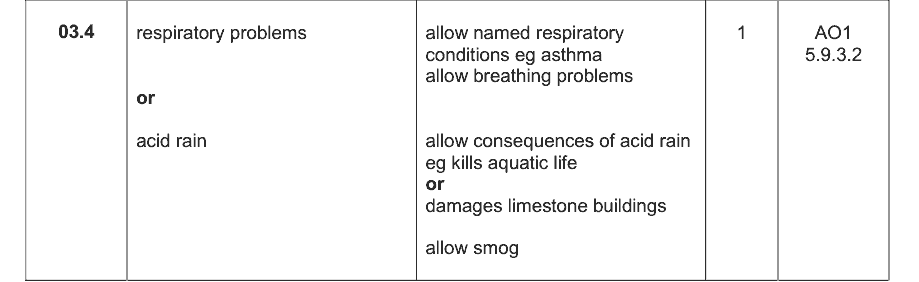 03.4 respiratory problems allow named respiratory 1 AO1
conditions eg asthma 5.9.3.2
allow breathing problems
or
acid rain allow consequences of acid rain
eg kills aquatic life
or
damages limestone buildings
allow smog